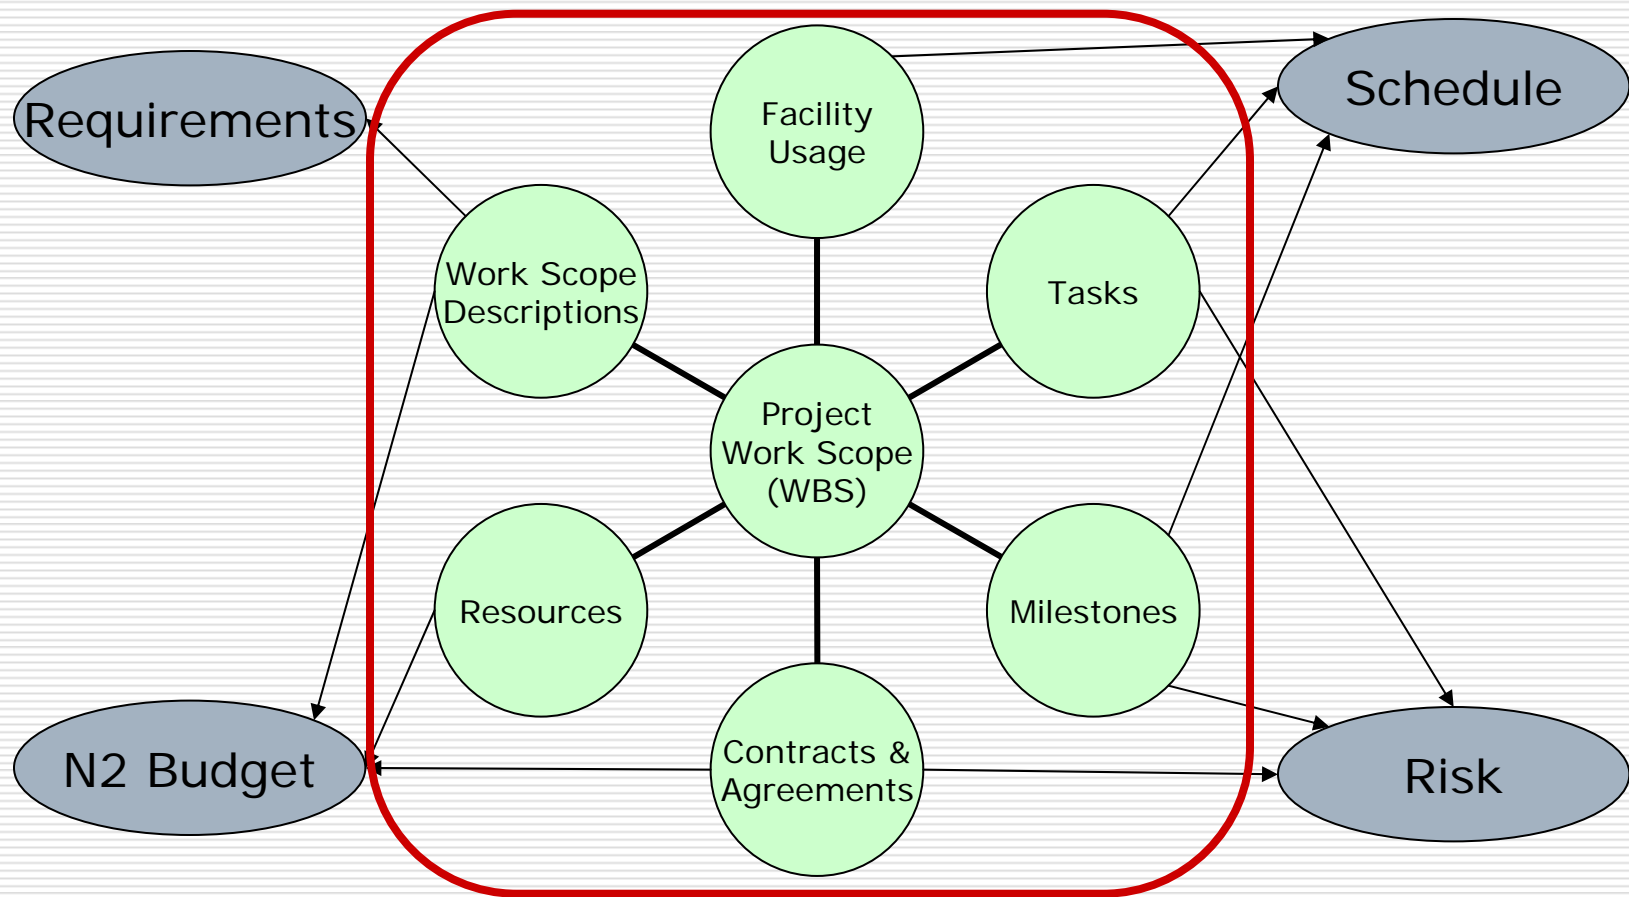 Requirements
Facility
Usage
Schedule
Work Scope
Descriptions
Tasks
Project
Work Scope
(WBS)
Resources
Milestones
N2 Budget
Contracts &
Agreements
Risk